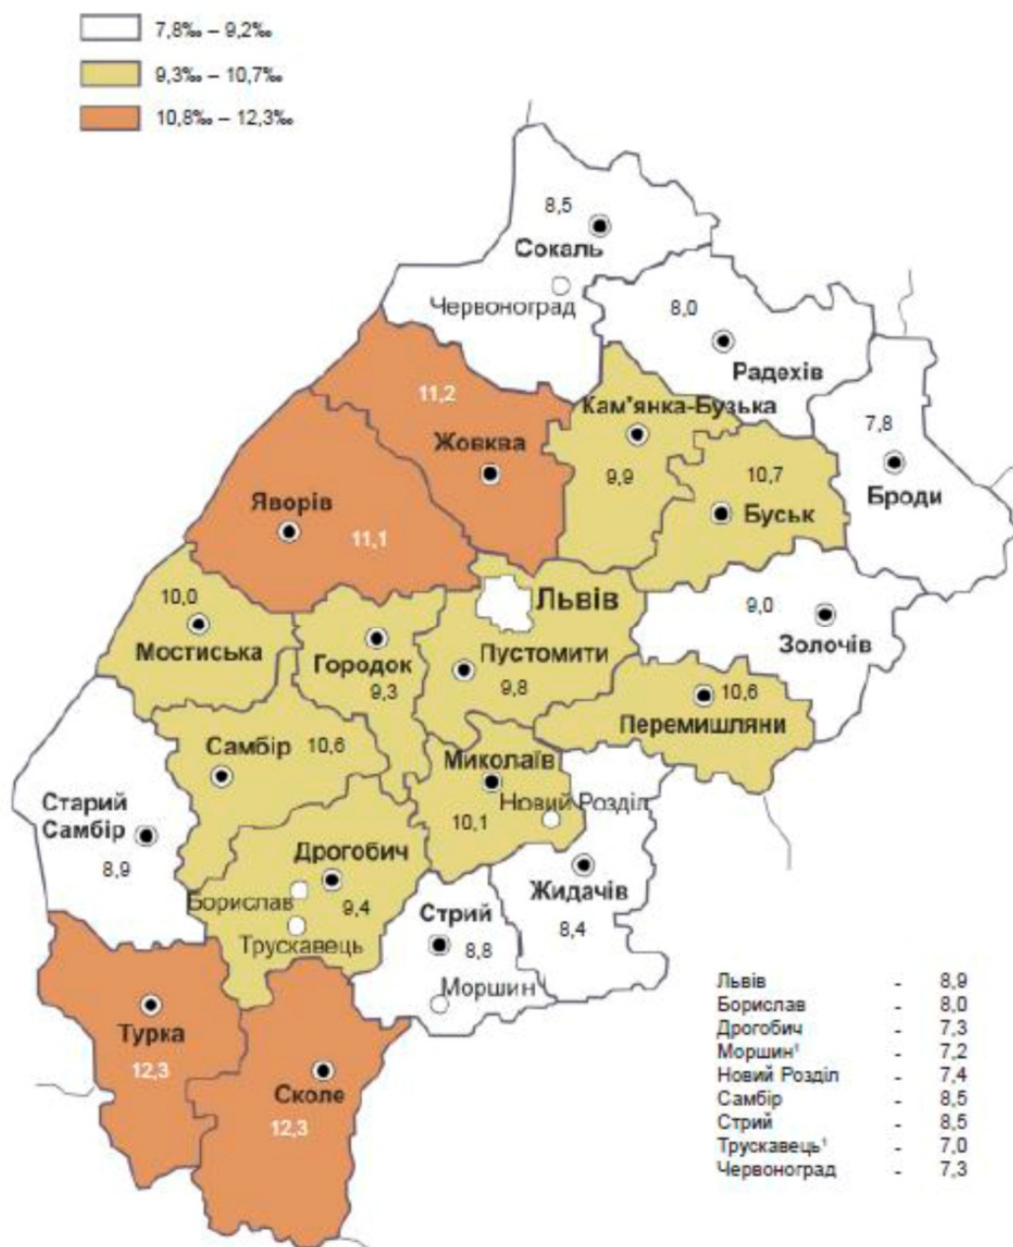 7,8‰ – 9,2‰
9,3‰ – 10,7‰
10,8‰ – 12,3‰
8,5
Сокаль
Червоноград
8,0
Радехів
11,2
Жовква
Кам'янка-Бузька
9,9
7,8
Броди
10,7
Буськ
Яворів
11,1
10,0
Мостиська
Городок
9,3
Львів
Пустомити
9,8
9,0
Золочів
10,6
Перемишляни
Самбір
10,6
Миколаїв
Новий Розділ
10,1
Старий
Самбір
8,9
Дрогобич
Борислав
9,4
Трускавець
Стрий
8,8
Моршин
Жидачів
8,4
Турка
12,3
Сколе
12,3
Львів - 8,9
Борислав - 8,0
Дрогобич - 7,3
Моршин¹ - 7,2
Новий Розділ - 7,4
Самбір - 8,5
Стрий - 8,5
Трускавець¹ - 7,0
Червоноград - 7,3